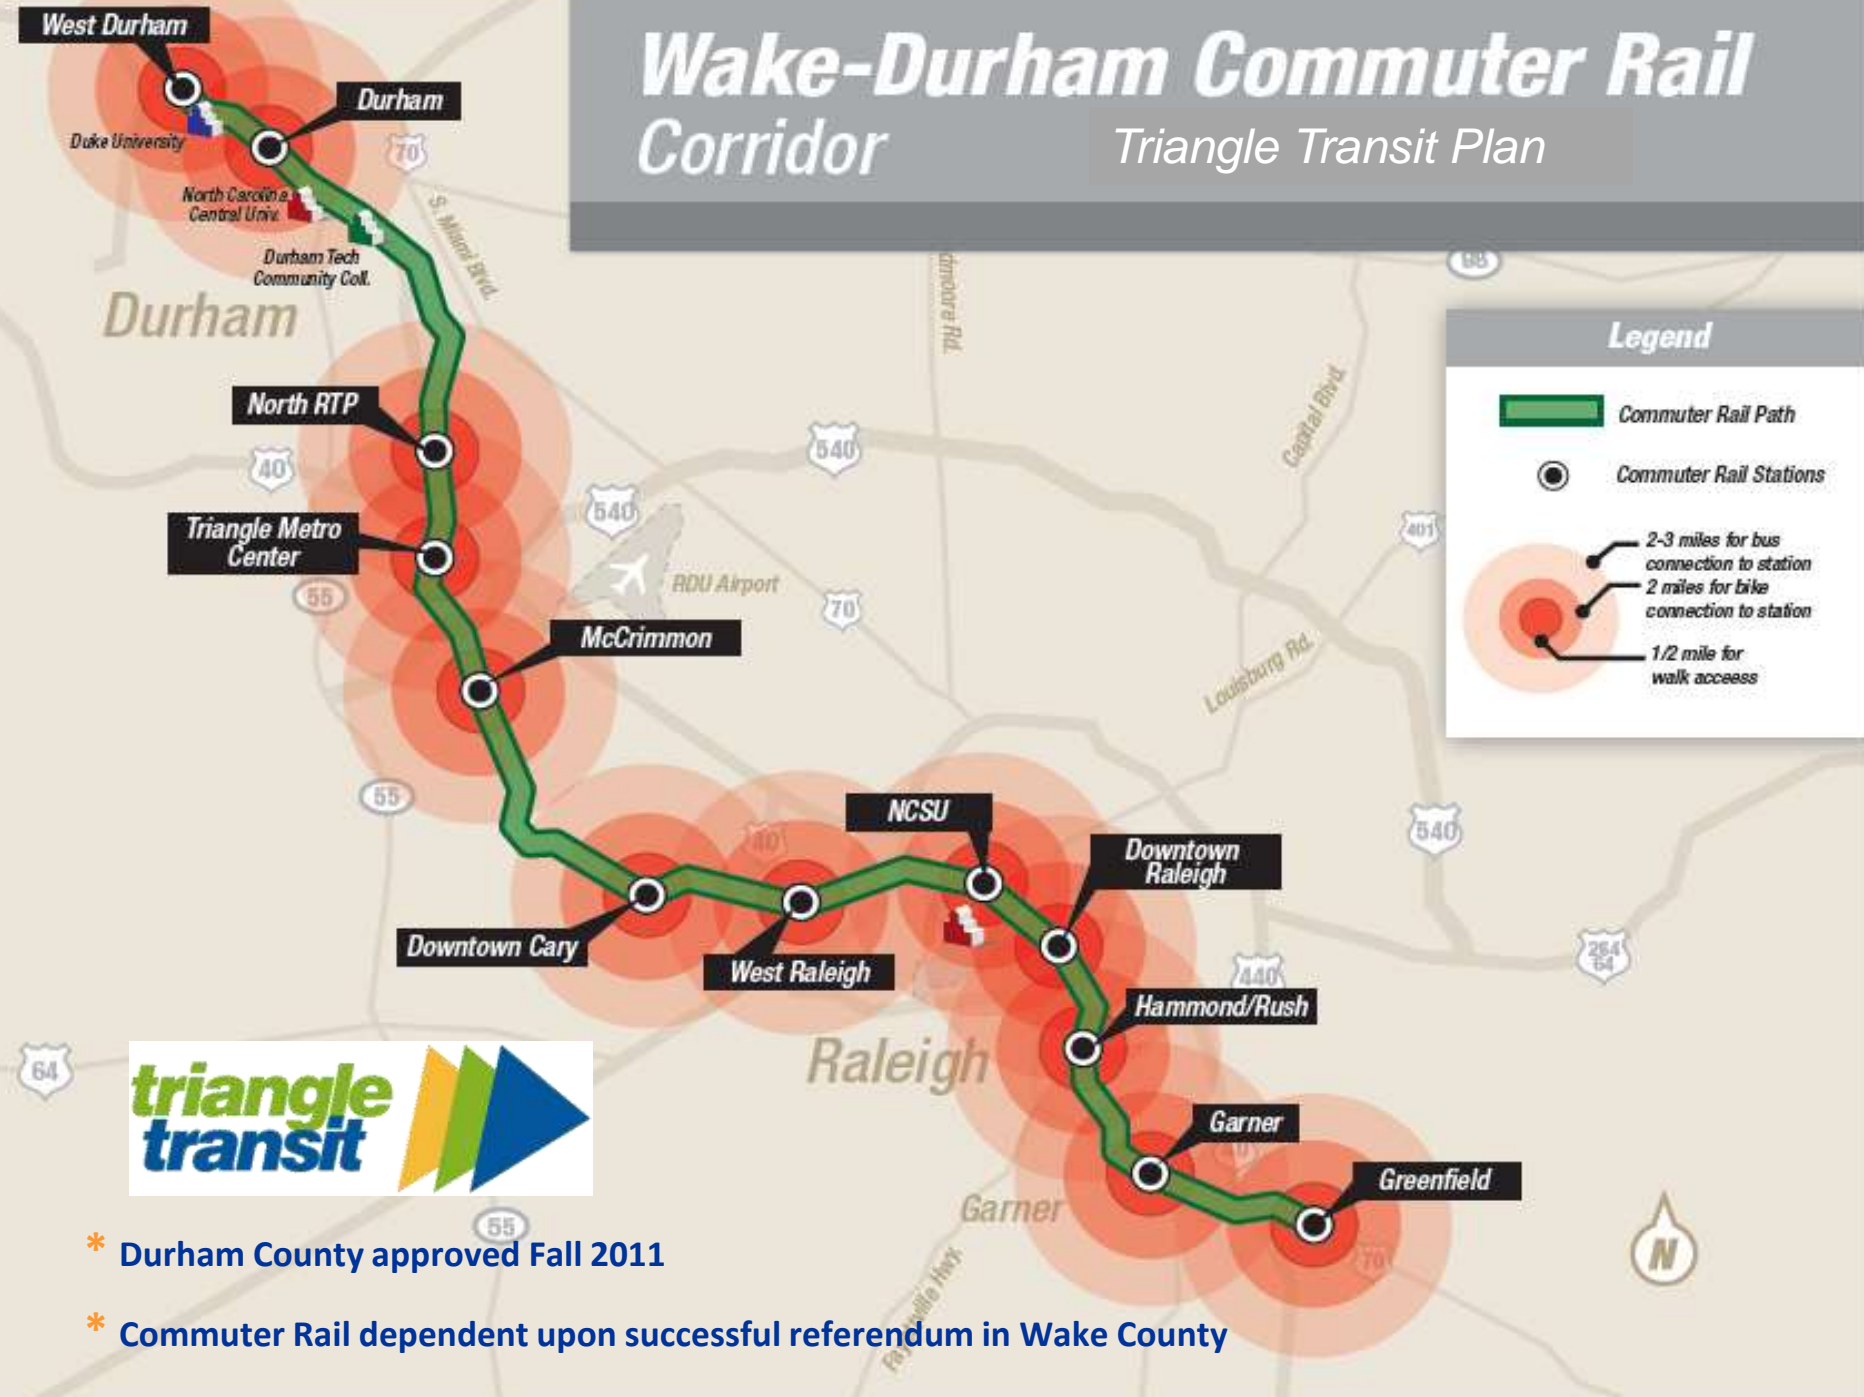 West Durham
Wake-Durham Commuter Rail
Corridor
Triangle Transit Plan
Durham
Duke University
70
North Carolina
Central Univ.
S. Miami Blvd.
Durham Tech
Community Coll.
Durham
98
Legend
Commuter Rail Path
Commuter Rail Stations
2-3 miles for bus
connection to station
2 miles for bike
connection to station
1/2 mile for
walk acceess
Capital Blvd.
North RTP
40
540
540
401
Triangle Metro
Center
55
RDU Airport
70
McCrimmon
Louisburg Rd.
55
40
NCSU
Downtown
Raleigh
540
Downtown Cary
West Raleigh
264
64
440
Hammond/Rush
Raleigh
64
triangle
transit
Garner
40
Greenfield
Garner
55
70
N
* Durham County approved Fall 2011
* Commuter Rail dependent upon successful referendum in Wake County